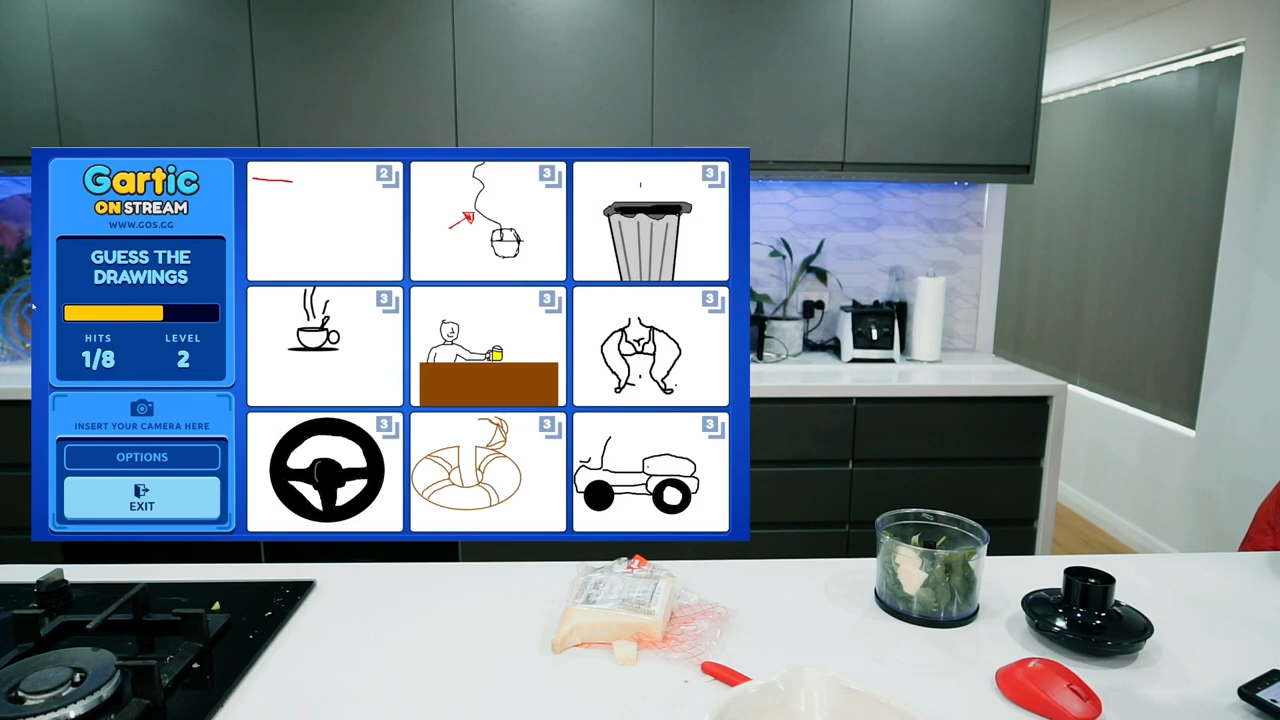 Gartic
ON STREAM
WWW.GOS.GG
GUESS THE
DRAWINGS
HITS
LEVEL
1/8
2
INSERT YOUR CAMERA HERE
OPTIONS
EXIT
2
3
3
3
3
3
3
3
3